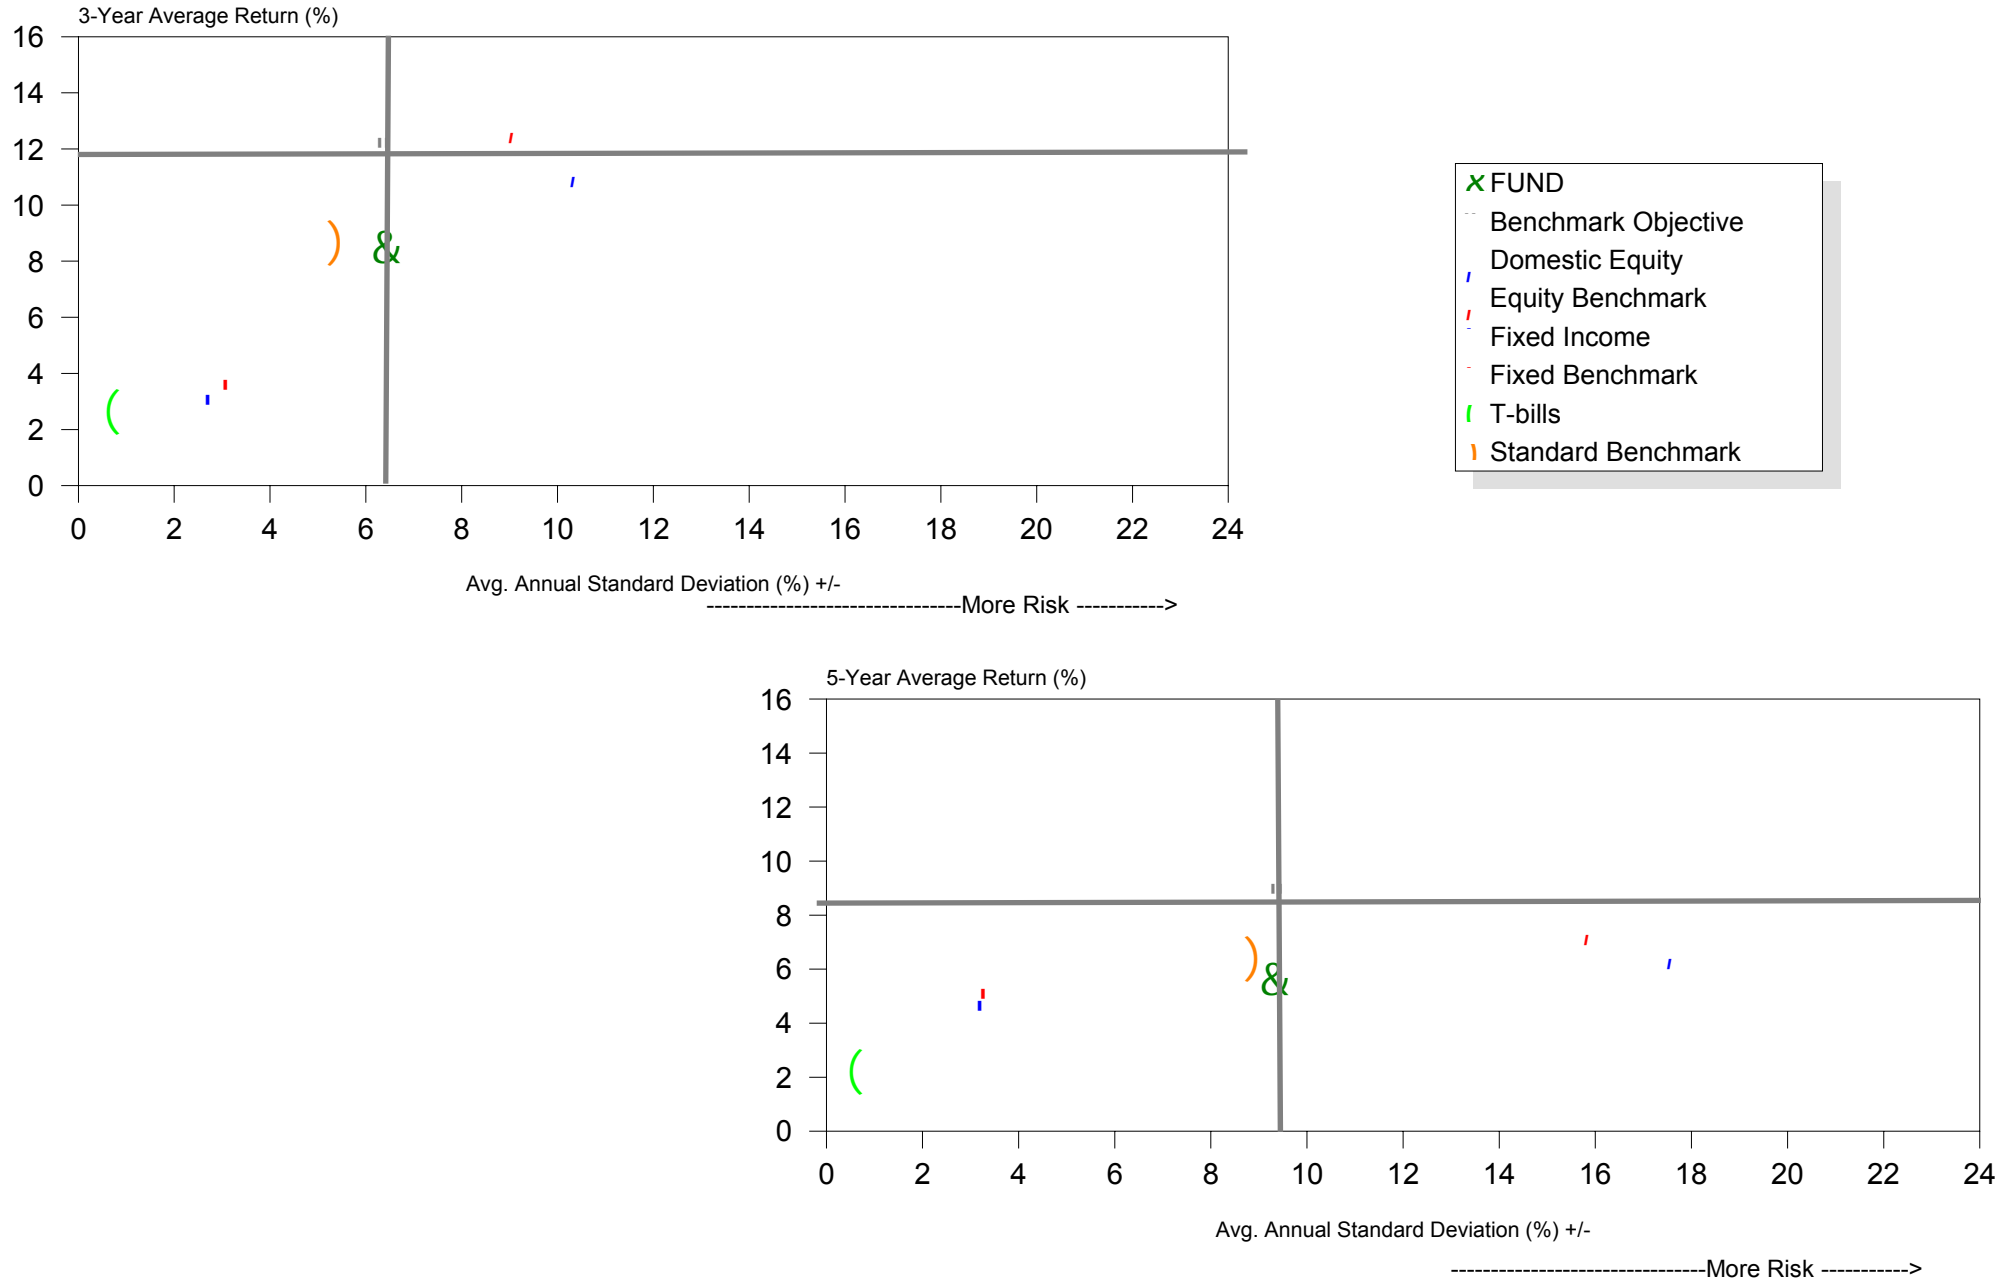 3-Year Average Return (%)
16
14
12
10
8
6
4
2
0
0 2 4 6 8 10 12 14 16 18 20 22 24
Avg. Annual Standard Deviation (%) +/-
--------------------------------More Risk ----------->
FUND
Benchmark Objective
Domestic Equity
Equity Benchmark
Fixed Income
Fixed Benchmark
T-bills
Standard Benchmark
5-Year Average Return (%)
16
14
12
10
8
6
4
2
0
0 2 4 6 8 10 12 14 16 18 20 22 24
Avg. Annual Standard Deviation (%) +/-
--------------------------------More Risk ----------->